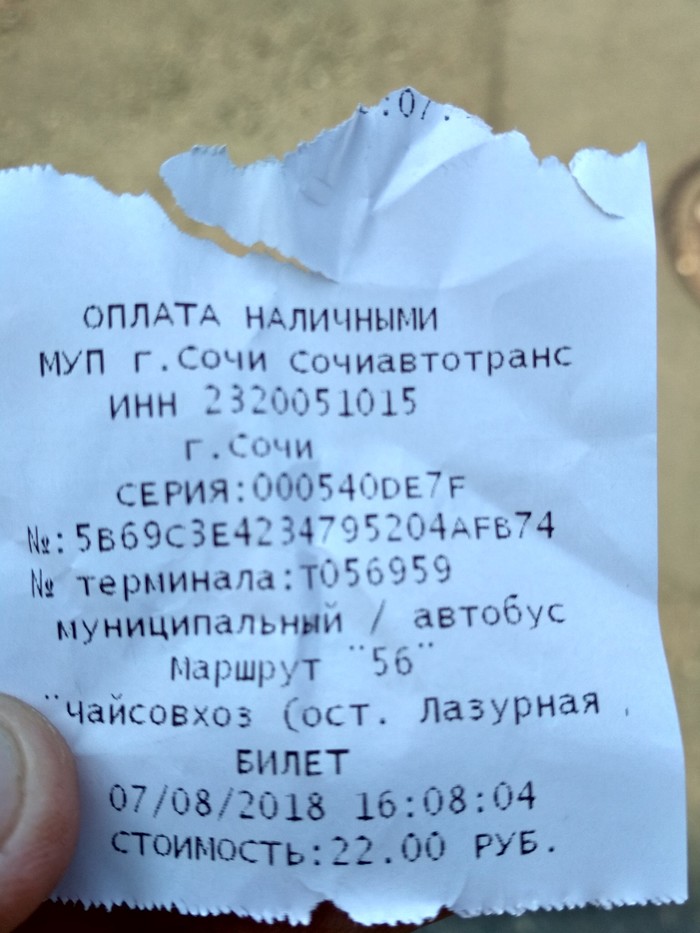 :07.
ОПЛАТА НАЛИЧНЫМИ
МУП г.Сочи Сочиавтотранс
ИНН 2320051015
г.Сочи
СЕРИЯ:000540DE7F
№:5B69C3E4234795204AFB74
№ терминала:T056959
муниципальный / автобус
Маршрут "56"
"Чайсовхоз (ост. Лазурная
БИЛЕТ
07/08/2018 16:08:04
СТОИМОСТЬ:22.00 РУБ.